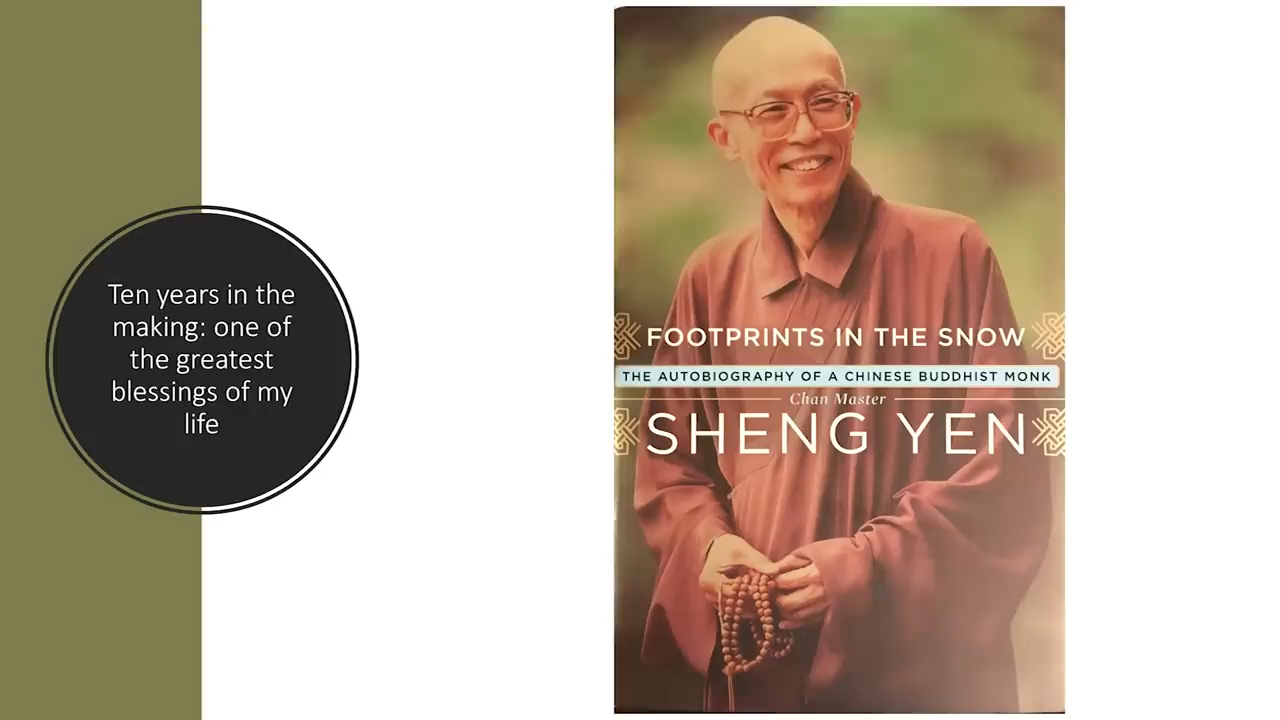 Ten years in the
making: one of
the greatest
blessings of my
life
FOOTPRINTS IN THE SNOW
THE AUTOBIOGRAPHY OF A CHINESE BUDDHIST MONK
Chan Master
SHENG YEN